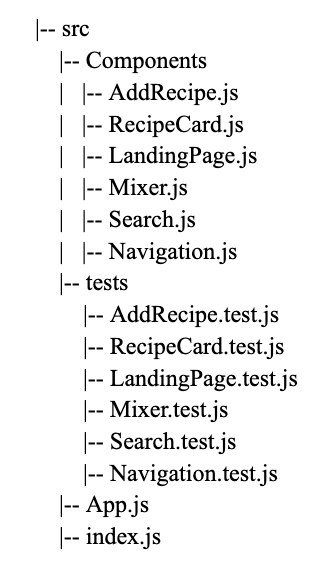 |-- src
|-- Components
| |-- AddRecipe.js
| |-- RecipeCard.js
| |-- LandingPage.js
| |-- Mixer.js
| |-- Search.js
| |-- Navigation.js
|-- tests
|-- AddRecipe.test.js
|-- RecipeCard.test.js
|-- LandingPage.test.js
|-- Mixer.test.js
|-- Search.test.js
|-- Navigation.test.js
|-- App.js
|-- index.js